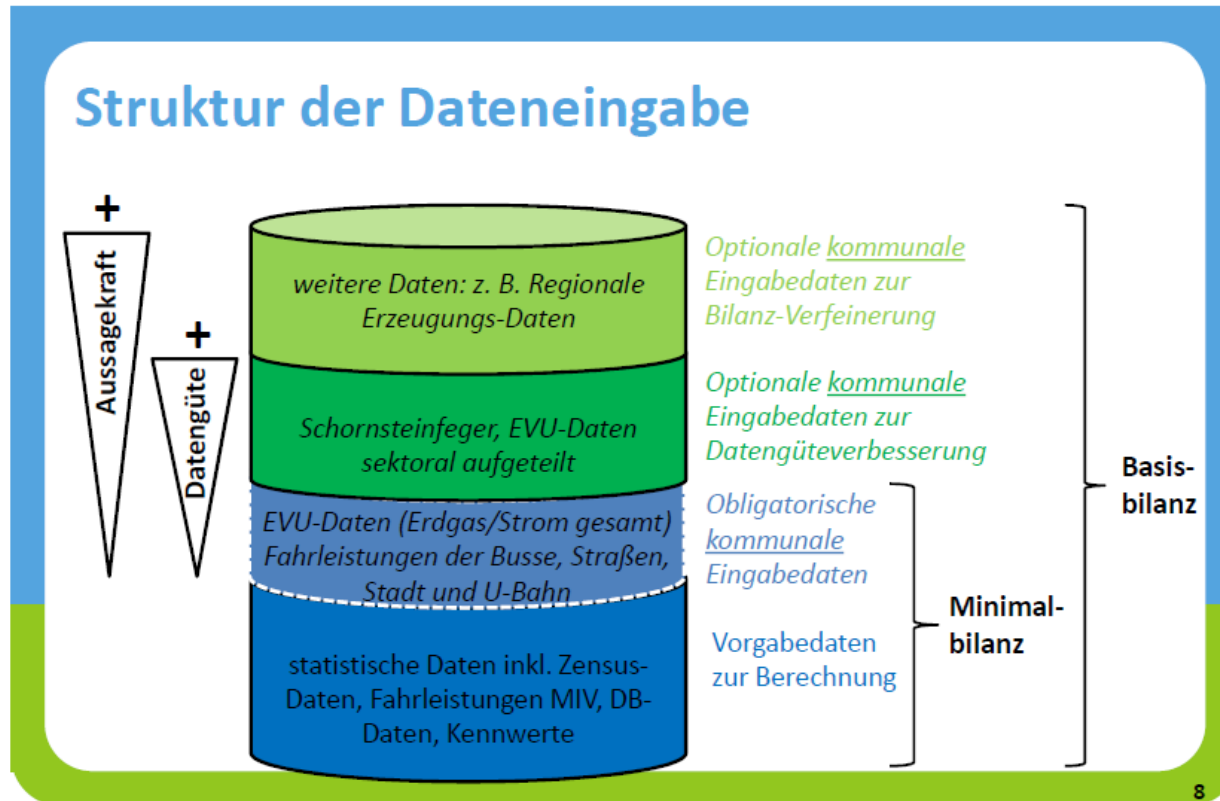 Struktur der Dateneingabe
+
Aussagekraft
+
Datengüte
weitere Daten: z. B. Regionale
Erzeugungs-Daten
Optionale kommunale
Eingabedaten zur
Bilanz-Verfeinerung
Schornsteinfeger, EVU-Daten
sektoral aufgeteilt
Optionale kommunale
Eingabedaten zur
Datengüteverbesserung
EVU-Daten (Erdgas/Strom gesamt)
Fahrleistungen der Busse, Straßen,
Stadt und U-Bahn
Obligatorische
kommunale
Eingabedaten
statistische Daten inkl. Zensus-
Daten, Fahrleistungen MIV, DB-
Daten, Kennwerte
Vorgabedaten
zur Berechnung
Minimal-
bilanz
Basis-
bilanz
8